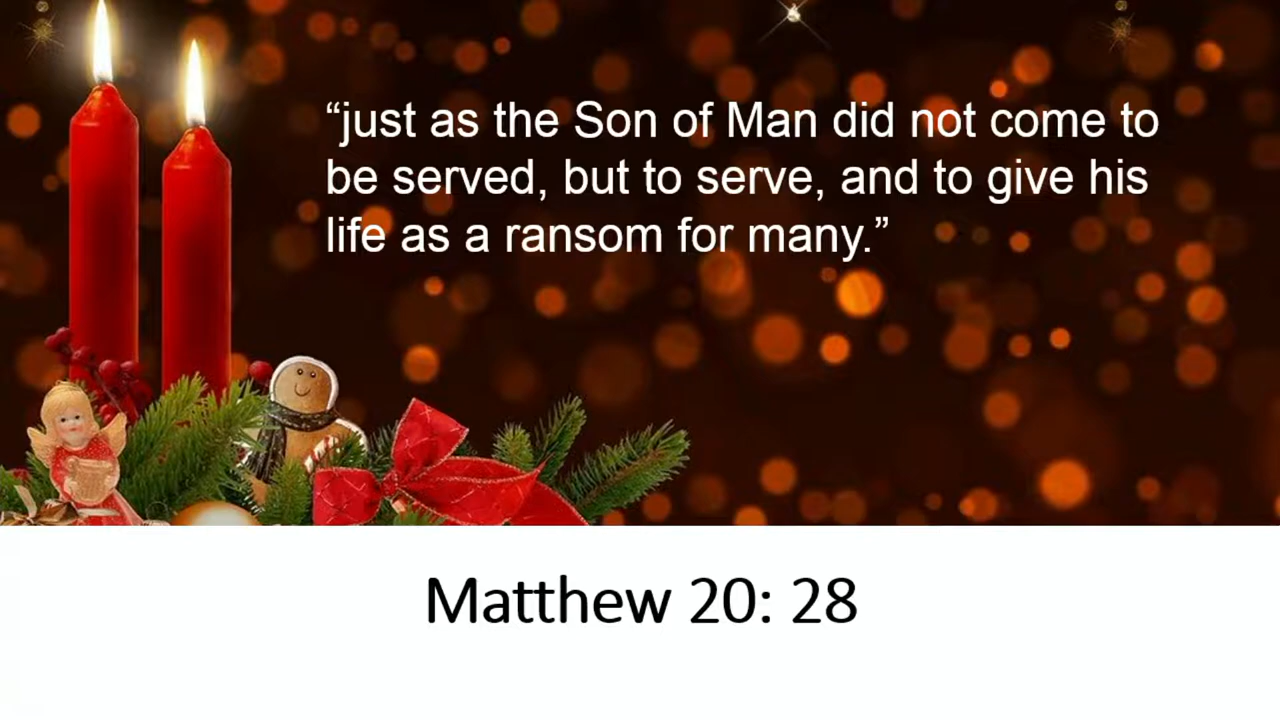 “just as the Son of Man did not come to
be served, but to serve, and to give his
life as a ransom for many.”
Matthew 20: 28